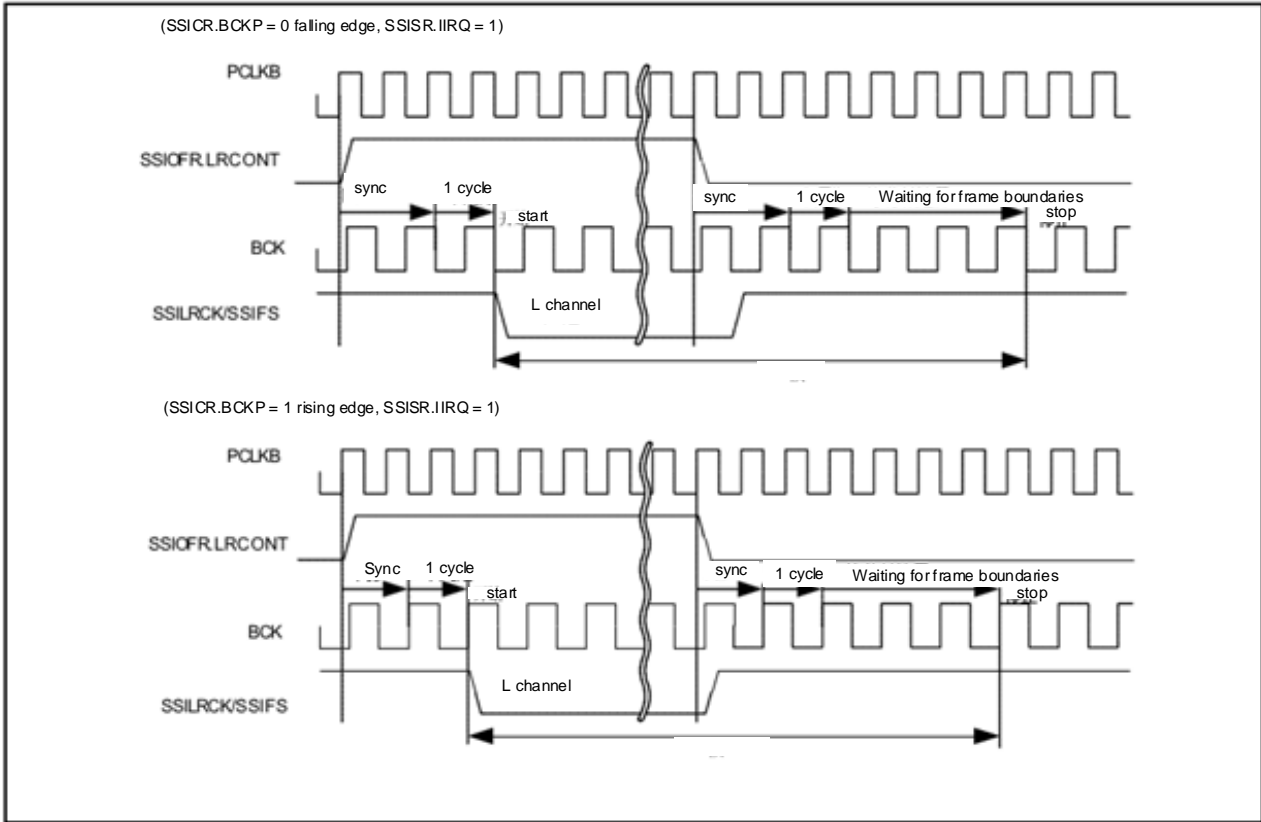 (SSICR.BCKP = 0 falling edge, SSISR.IIRQ = 1)
PCLKB
SSIOFR.LRCONT
sync
1 cycle
start
sync
1 cycle
Waiting for frame boundaries
stop
BCK
SSILRCK/SSIFS
L channel
(SSICR.BCKP = 1 rising edge, SSISR.IIRQ = 1)
PCLKB
SSIOFR.LRCONT
Sync
1 cycle
start
sync
1 cycle
Waiting for frame boundaries
stop
BCK
SSILRCK/SSIFS
L channel